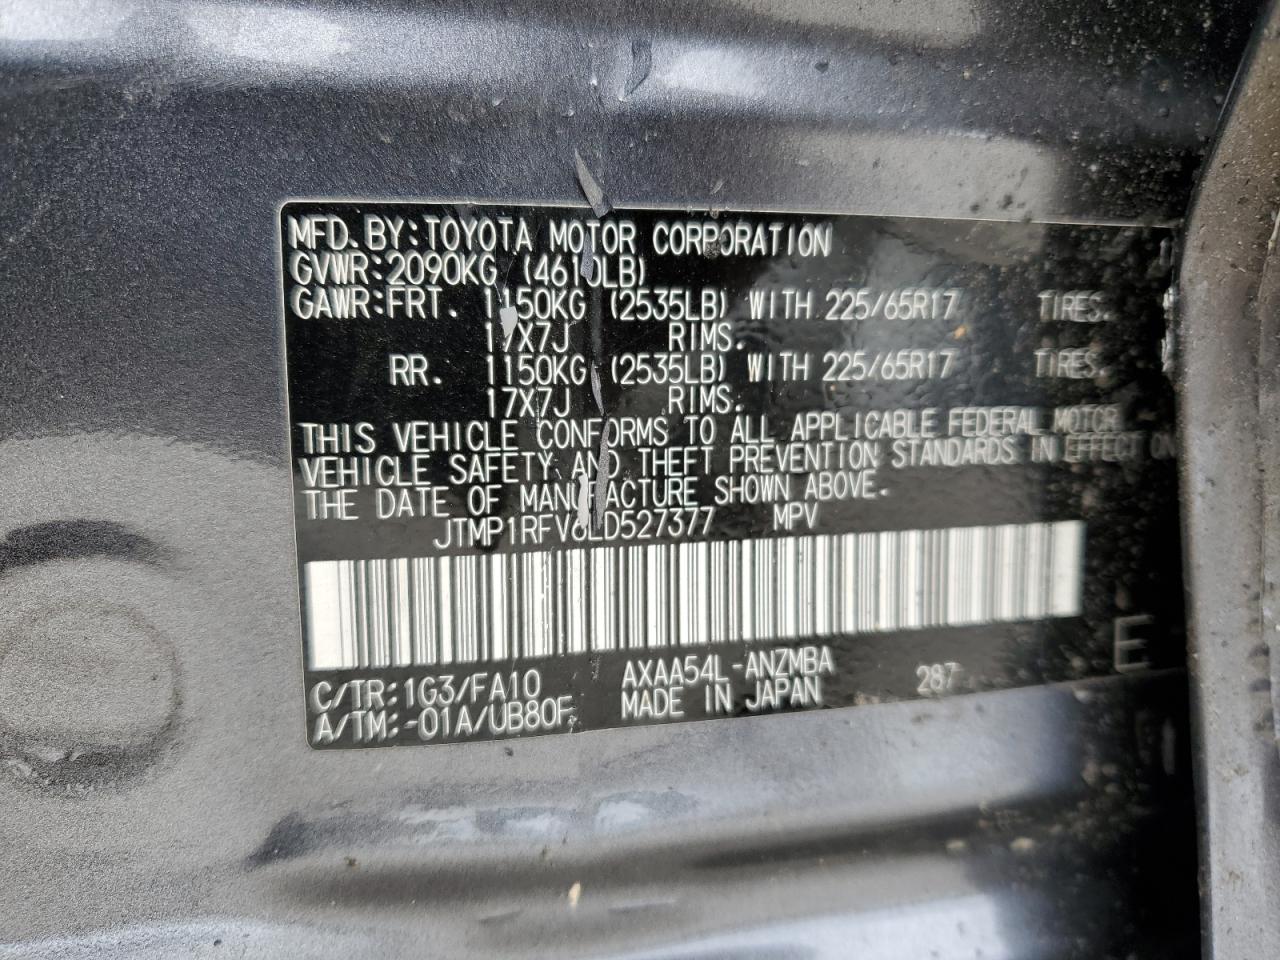 MFD. BY: TOYOTA MOTOR CORPORATION
GVWR: 2090KG (4610LB)
GAWR: FRT. 1150KG (2535LB) WITH 225/65R17 TIRES.
17X7J RIMS.
RR. 1150KG (2535LB) WITH 225/65R17 TIRES.
17X7J RIMS.
THIS VEHICLE CONFORMS TO ALL APPLICABLE FEDERAL MOTOR
VEHICLE SAFETY AND THEFT PREVENTION STANDARDS IN EFFECT ON
THE DATE OF MANUFACTURE SHOWN ABOVE.
JTMP1RFV6LD527377 MPV
C/TR: 1G3/FA10 AXAA54L-ANZMBA 287 E
A/TM: -01A/UB80F MADE IN JAPAN